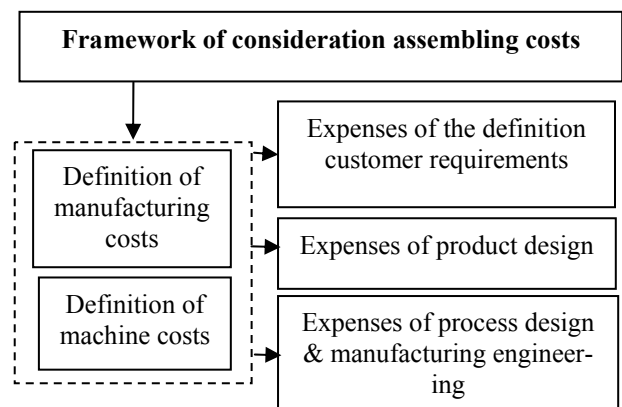 Framework of consideration assembling costs
Definition of
manufacturing
costs
Definition of
machine costs
Expenses of the definition
customer requirements
Expenses of product design
Expenses of process design
& manufacturing engineer-
ing